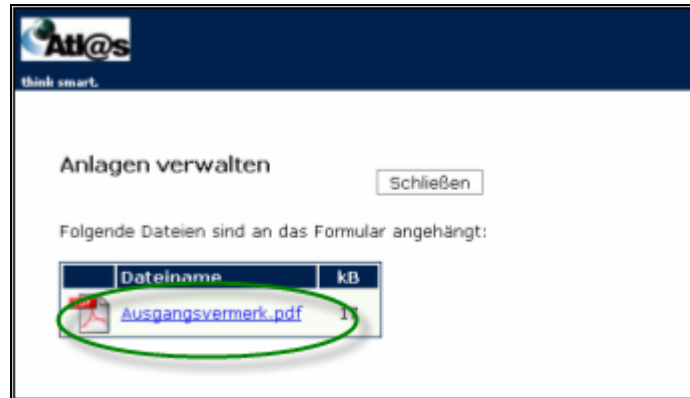 Atl@s
think smart.
Anlagen verwalten
Schließen
Folgende Dateien sind an das Formular angehängt:
Dateiname kB
Ausgangsvermerk.pdf